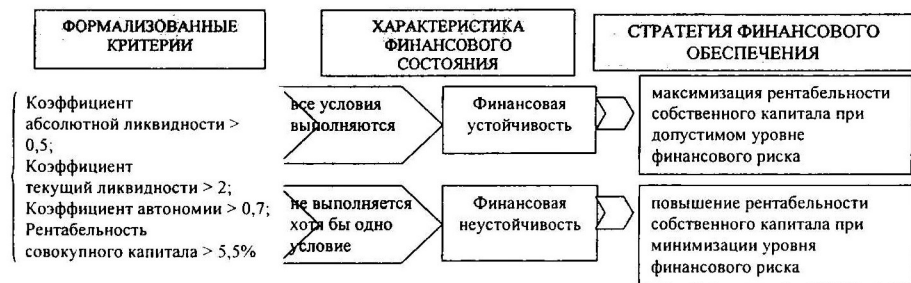 ФОРМАЛИЗОВАННЫЕ
КРИТЕРИИ
ХАРАКТЕРИСТИКА
ФИНАНСОВОГО
СОСТОЯНИЯ
СТРАТЕГИЯ ФИНАНСОВОГО
ОБЕСПЕЧЕНИЯ
Коэффициент
абсолютной ликвидности >
0,5;
Коэффициент
текущий ликвидности > 2;
Коэффициент автономии > 0,7;
Рентабельность
совокупного капитала > 5,5%
все условия
выполняются
Финансовая
устойчивость
максимизация рентабельности
собственного капитала при
допустимом уровне
финансового риска
не выполняется
хотя бы одно
условие
Финансовая
неустойчивость
повышение рентабельности
собственного капитала при
минимизации уровня
финансового риска